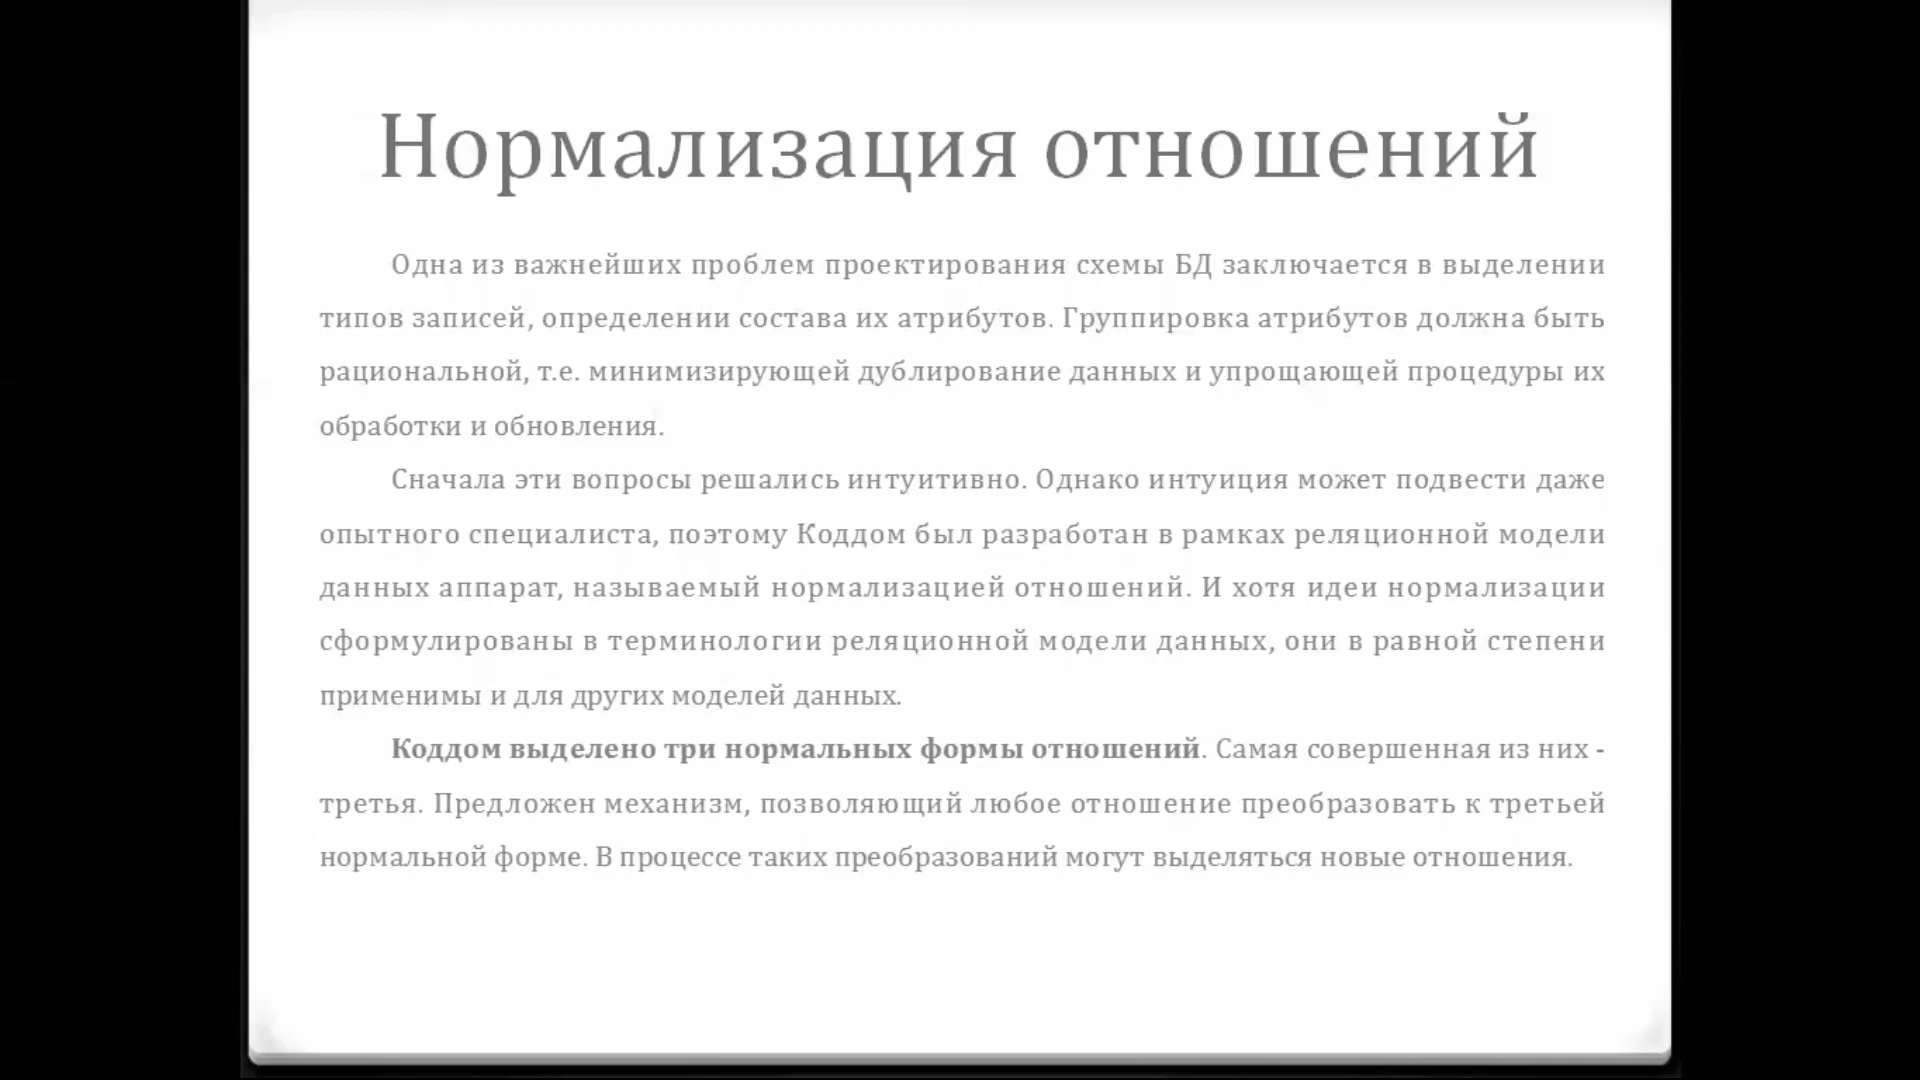 Нормализация отношений
Одна из важнейших проблем проектирования схемы БД заключается в выделении
типов записей, определении состава их атрибутов. Группировка атрибутов должна быть
рациональной, т.е. минимизирующей дублирование данных и упрощающей процедуры их
обработки и обновления.
Сначала эти вопросы решались интуитивно. Однако интуиция может подвести даже
опытного специалиста, поэтому Коддом был разработан в рамках реляционной модели
данных аппарат, называемый нормализацией отношений. И хотя идеи нормализации
сформулированы в терминологии реляционной модели данных, они в равной степени
применимы и для других моделей данных.
Коддом выделено три нормальных формы отношений. Самая совершенная из них -
третья. Предложен механизм, позволяющий любое отношение преобразовать к третьей
нормальной форме. В процессе таких преобразований могут выделяться новые отношения.